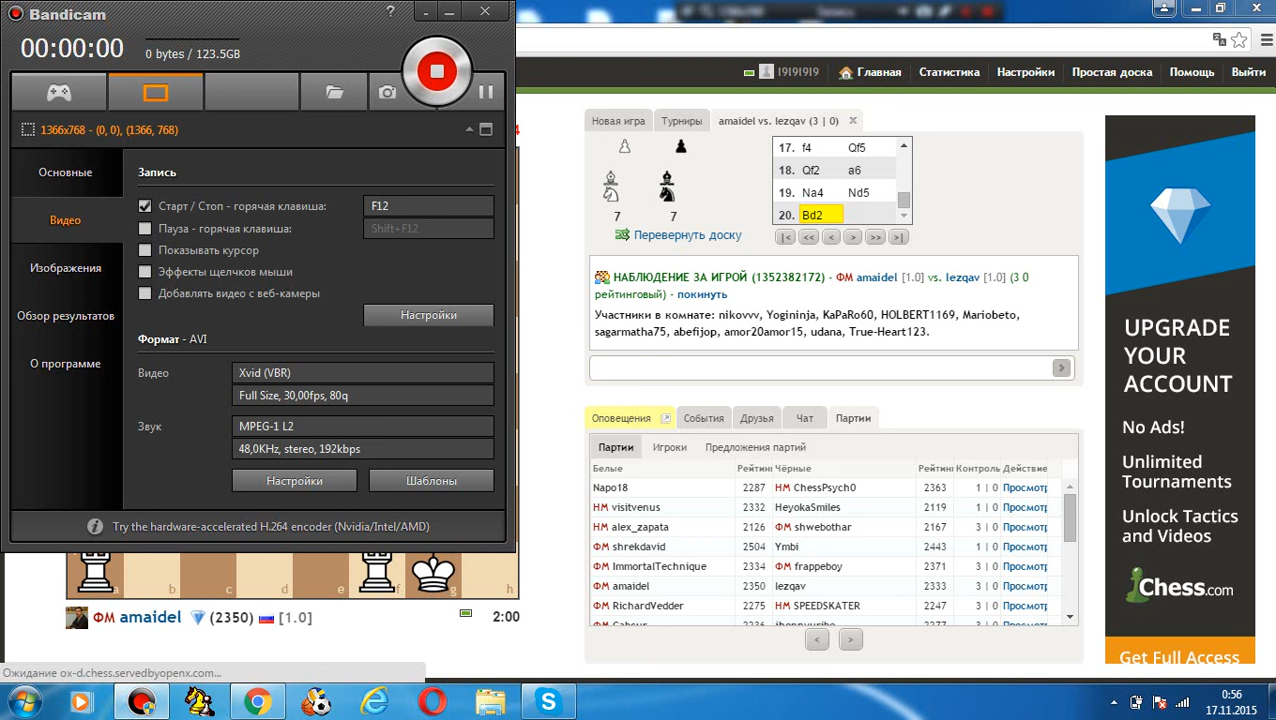 Bandicam
?
00:00:00
0 bytes / 123.5GB
1366x768 - (0, 0), (1366, 768)
Основные
Видео
Изображения
Обзор результатов
О программе
Запись
Старт / Стоп - горячая клавиша:
F12
Пауза - горячая клавиша:
Shift+F12
Показывать курсор
Эффекты щелчков мыши
Добавлять видео с веб-камеры
Настройки
Формат - AVI
Видео
Xvid (VBR)
Full Size, 30,00fps, 80q
Звук
MPEG-1 L2
48,0KHz, stereo, 192kbps
Настройки
Шаблоны
Try the hardware-accelerated H.264 encoder (Nvidia/Intel/AMD)
4
a b c d e f g h
ФМ amaidel (2350) [1.0]
2:00
Ожидание ox-d.chess.servedbyopenx.com...
19191919
Главная
Статистика
Настройки
Простая доска
Помощь
Выйти
Новая игра
Турниры
amaidel vs. lezqav (3 | 0)
7 7
Перевернуть доску
17. f4 Qf5
18. Qf2 a6
19. Na4 Nd5
20. Bd2
|< << < > >> >|
НАБЛЮДЕНИЕ ЗА ИГРОЙ (1352382172) - ФМ amaidel [1.0] vs. lezqav [1.0] (3 0
рейтинговый) - покинуть
Участники в комнате: nikovvv, Yogininja, KaPaRo60, HOLBERT1169, Mariobeto,
sagarmatha75, abefijop, amor20amor15, udana, True-Heart123.
Оповещения
События
Друзья
Чат
Партии
Партии
Игроки
Предложения партий
Белые Рейтинг Чёрные Рейтинг Контроль Действие
Napo18 2287 НМ ChessPsych0 2363 1 | 0 Просмотр
НМ visitvenus 2332 HeyokaSmiles 2119 1 | 0 Просмотр
НМ alex_zapata 2126 ФМ shwebothar 2167 3 | 0 Просмотр
ФМ shrekdavid 2504 Ymbi 2443 1 | 0 Просмотр
ФМ ImmortalTechnique 2334 ФМ frappeboy 2271 3 | 0 Просмотр
ФМ amaidel 2350 lezqav 2333 3 | 0 Просмотр
ФМ RichardVedder 2275 НМ SPEEDSKATER 2247 3 | 0 Просмотр
< >
UPGRADE
YOUR
ACCOUNT
No Ads!
Unlimited
Tournaments
Unlock Tactics
and Videos
Chess.com
Get Full Access
0:56
17.11.2015